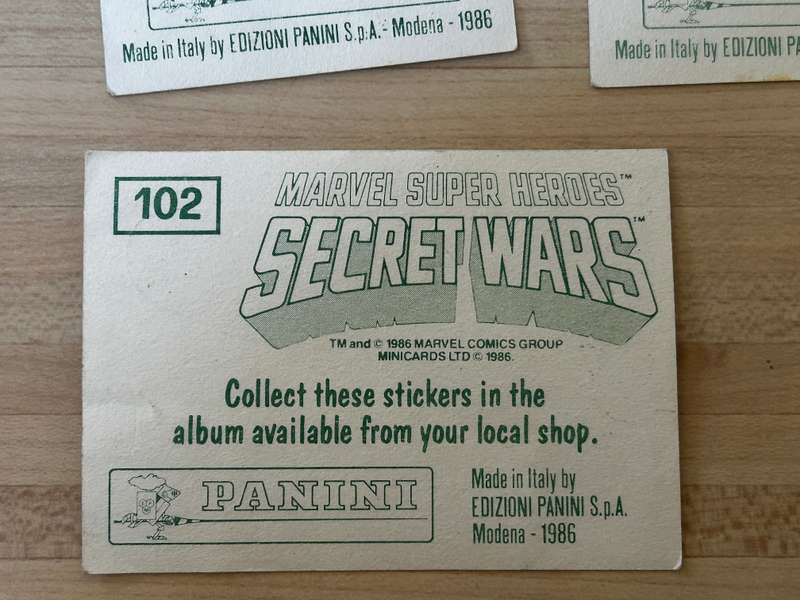 Made in Italy by EDIZIONI PANINI S.p.A. - Modena - 1986
Made in Italy by EDIZIONI P
102
MARVEL SUPER HEROES™
SECRET WARS™
TM and © 1986 MARVEL COMICS GROUP
MINICARDS LTD © 1986.
Collect these stickers in the
album available from your local shop.
PANINI
Made in Italy by
EDIZIONI PANINI S.p.A.
Modena - 1986